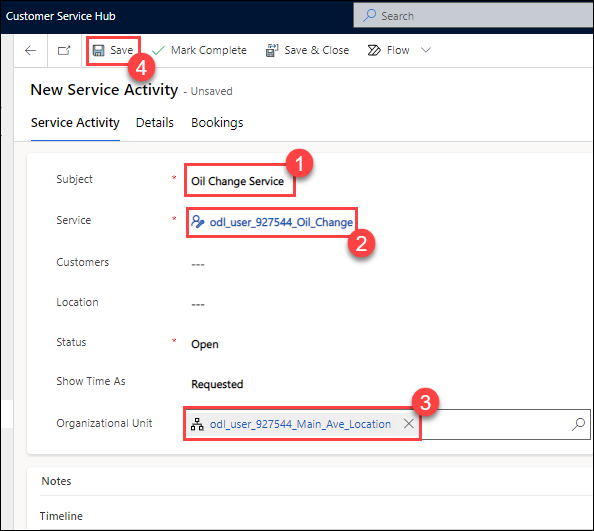 Customer Service Hub Search
Save Mark Complete Save & Close Flow
4
New Service Activity - Unsaved
Service Activity Details Bookings
1
Subject * Oil Change Service
Service * odl_user_927544_Oil_Change
2
Customers ---
Location ---
Status * Open
Show Time As Requested
3
Organizational Unit odl_user_927544_Main_Ave_Location
Notes
Timeline